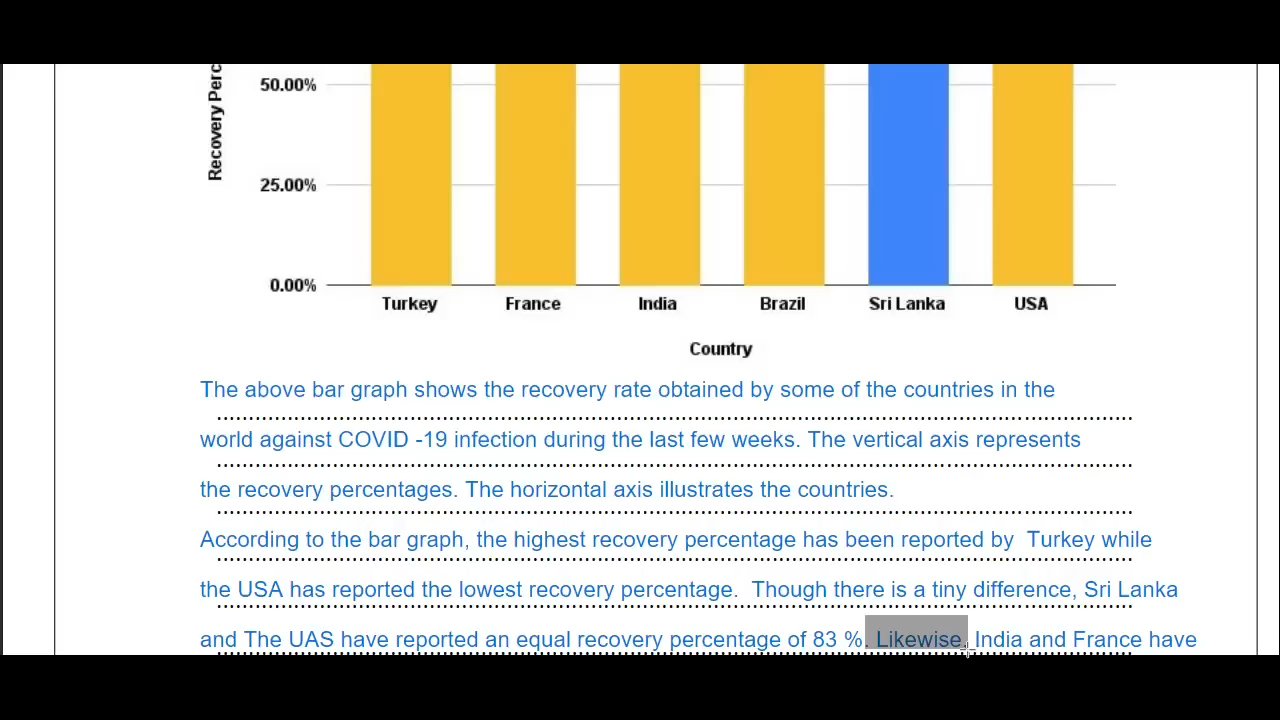 Recovery Perc
50.00%
25.00%
0.00%
Turkey France India Brazil Sri Lanka USA
Country
The above bar graph shows the recovery rate obtained by some of the countries in the
world against COVID -19 infection during the last few weeks. The vertical axis represents
the recovery percentages. The horizontal axis illustrates the countries.
According to the bar graph, the highest recovery percentage has been reported by Turkey while
the USA has reported the lowest recovery percentage. Though there is a tiny difference, Sri Lanka
and The UAS have reported an equal recovery percentage of 83 %. Likewise, India and France have